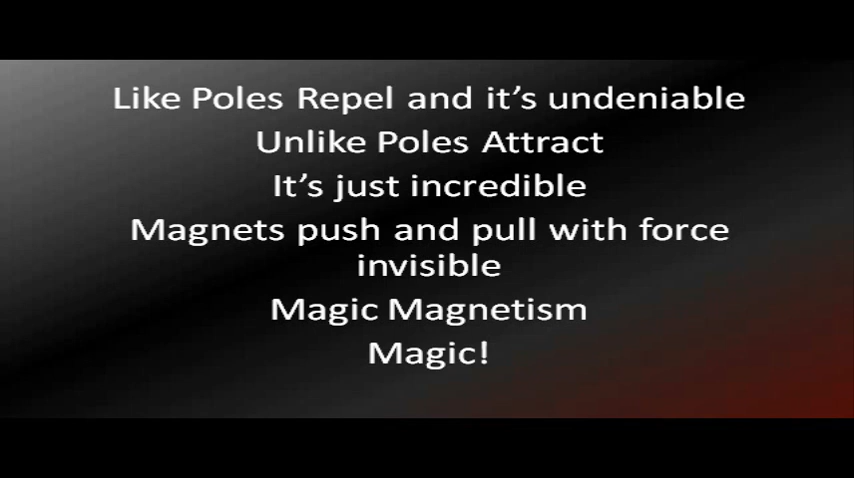 Like Poles Repel and it’s undeniable
Unlike Poles Attract
It’s just incredible
Magnets push and pull with force
invisible
Magic Magnetism
Magic!